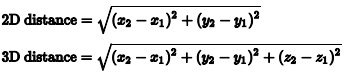 2D distance = √(x₂ − x₁)² + (y₂ − y₁)²
3D distance = √(x₂ − x₁)² + (y₂ − y₁)² + (z₂ − z₁)²